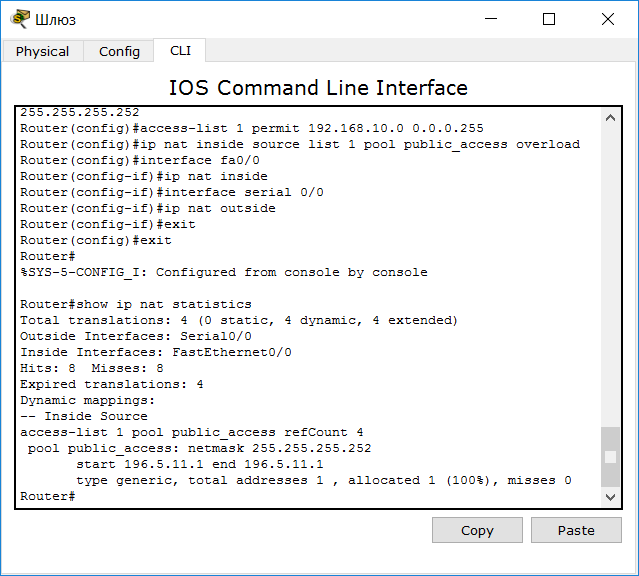 Шлюз
Physical Config CLI
IOS Command Line Interface
255.255.255.252
Router(config)#access-list 1 permit 192.168.10.0 0.0.0.255
Router(config)#ip nat inside source list 1 pool public_access overload
Router(config)#interface fa0/0
Router(config-if)#ip nat inside
Router(config-if)#interface serial 0/0
Router(config-if)#ip nat outside
Router(config-if)#exit
Router(config)#exit
Router#
%SYS-5-CONFIG_I: Configured from console by console
Router#show ip nat statistics
Total translations: 4 (0 static, 4 dynamic, 4 extended)
Outside Interfaces: Serial0/0
Inside Interfaces: FastEthernet0/0
Hits: 8  Misses: 8
Expired translations: 4
Dynamic mappings:
-- Inside Source
access-list 1 pool public_access refCount 4
 pool public_access: netmask 255.255.255.252
       start 196.5.11.1 end 196.5.11.1
       type generic, total addresses 1 , allocated 1 (100%), misses 0
Router#
Copy Paste